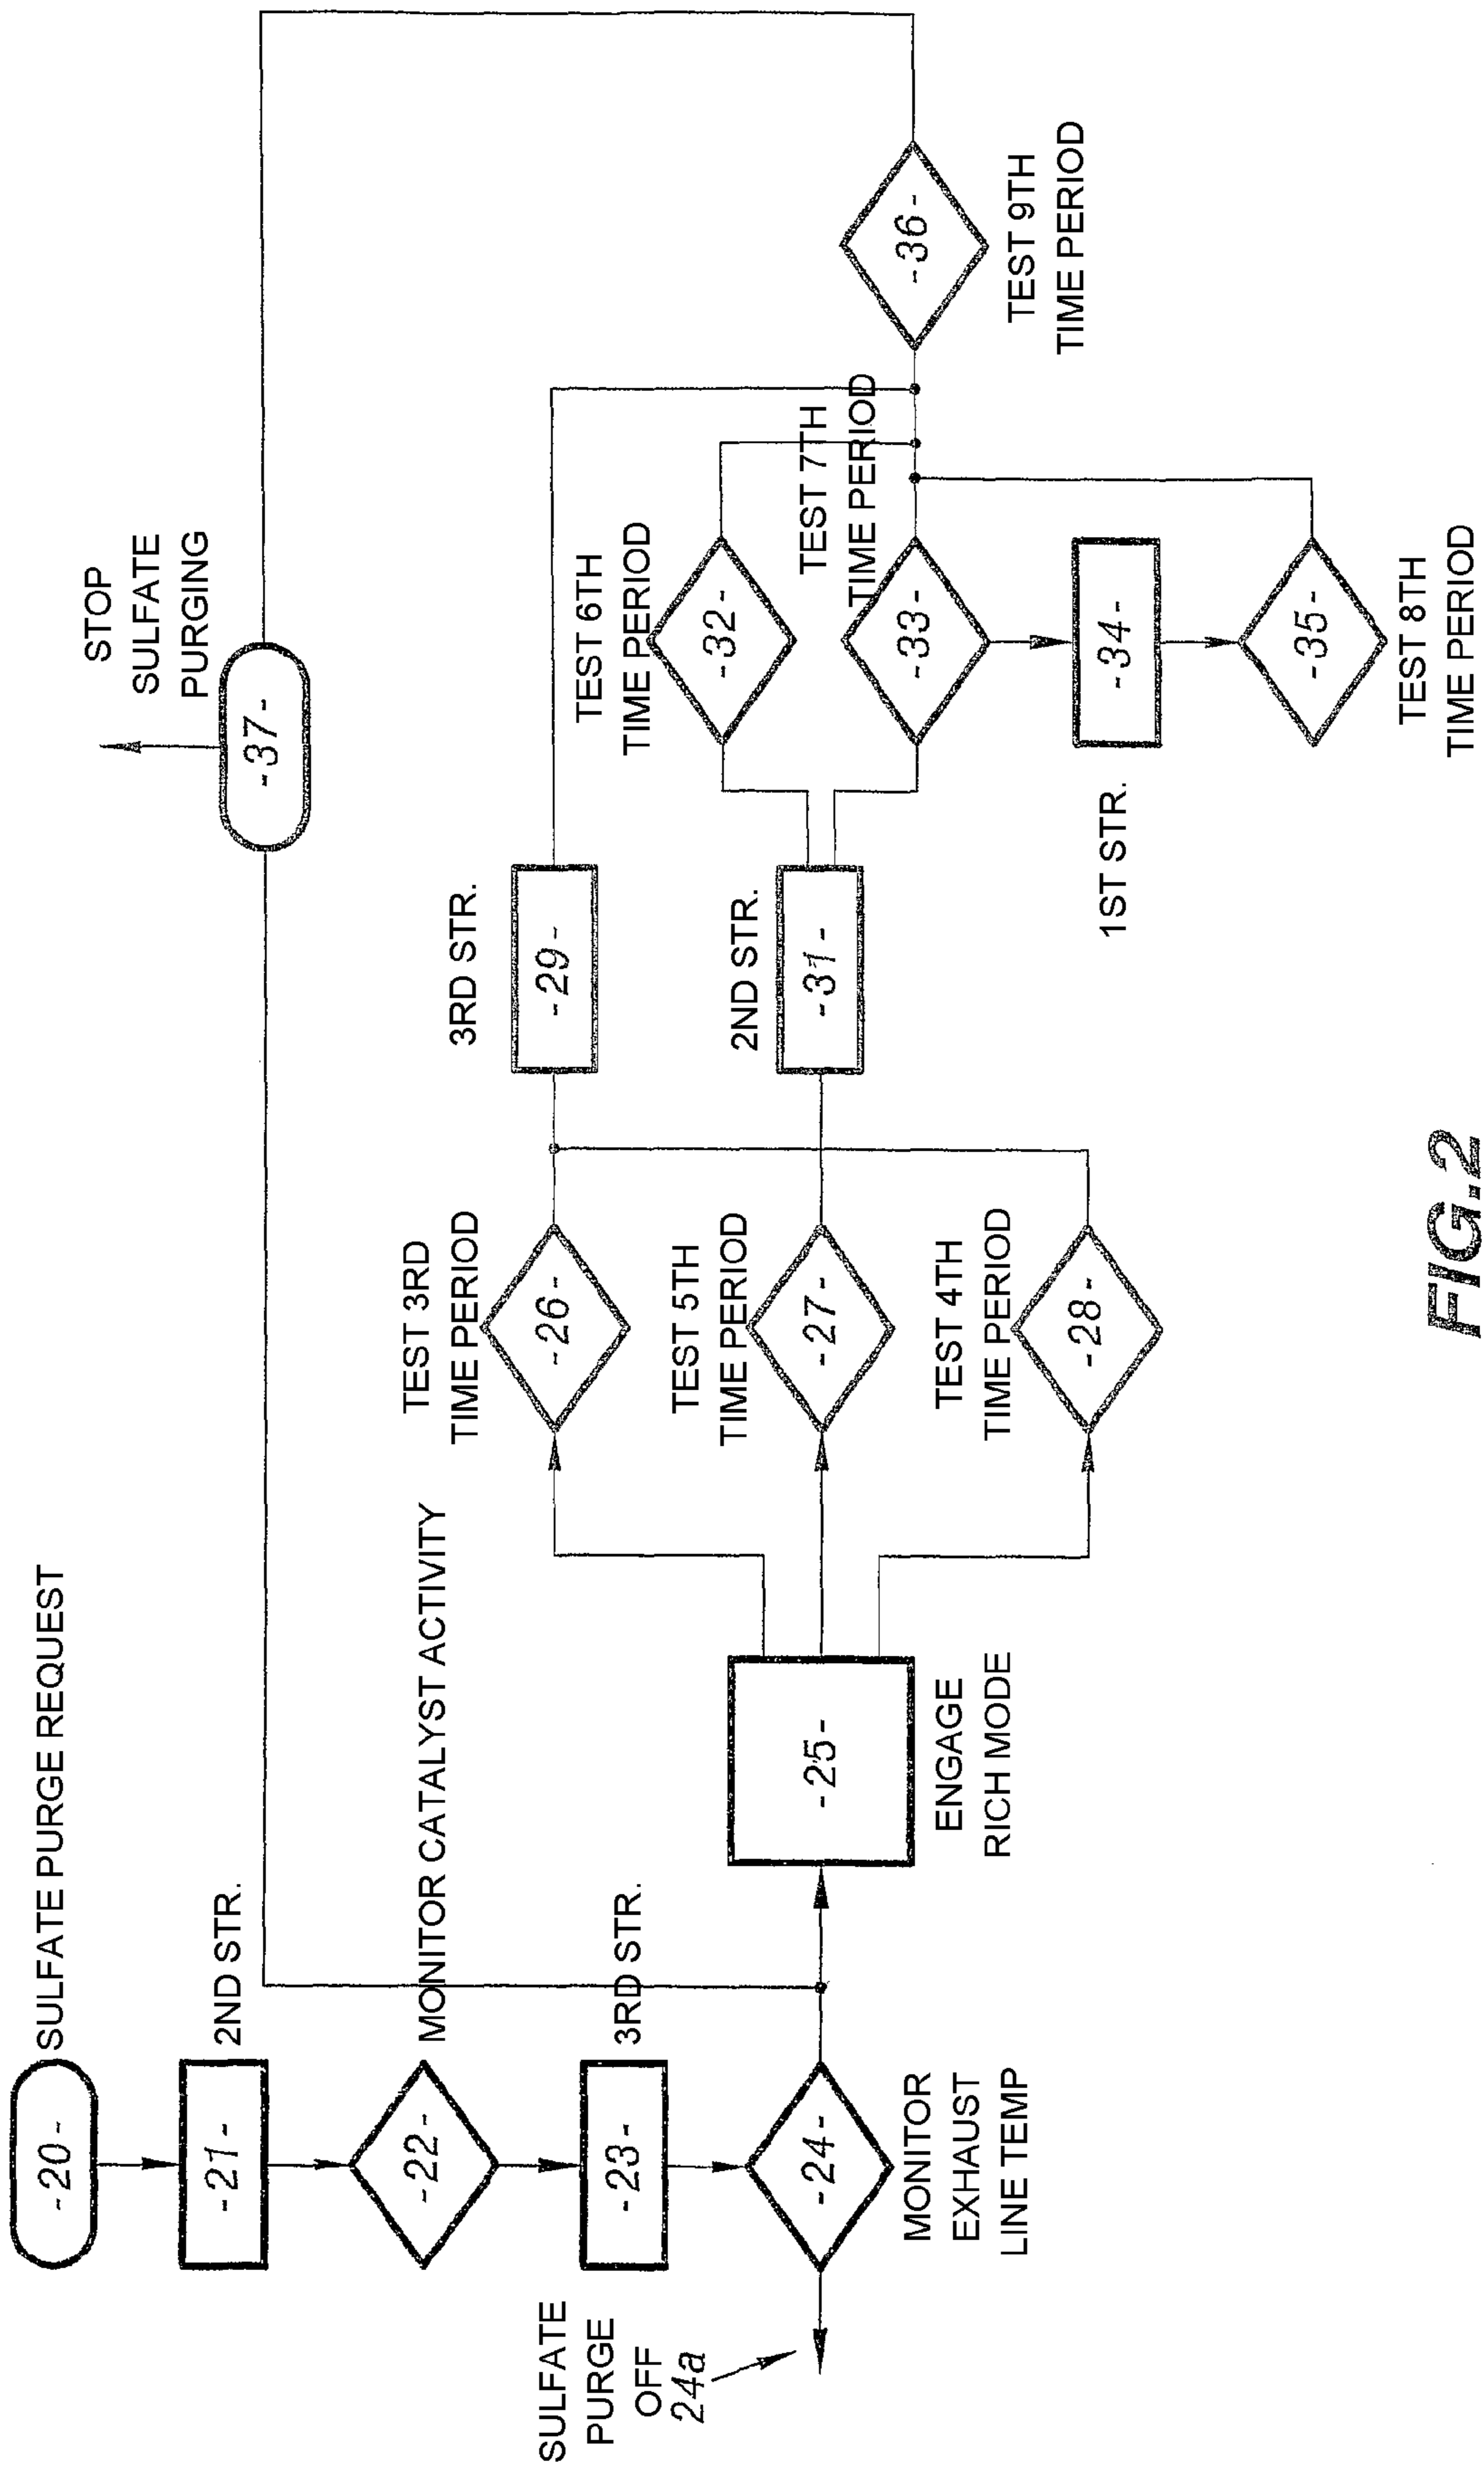 -20-
SULFATE PURGE REQUEST
-21-
2ND STR.
-22-
MONITOR CATALYST ACTIVITY
-23-
3RD STR.
-24-
MONITOR
EXHAUST
LINE TEMP
SULFATE
PURGE
OFF
24a
-25-
ENGAGE
RICH MODE
TEST 3RD
TIME PERIOD
-26-
TEST 5TH
TIME PERIOD
-27-
TEST 4TH
TIME PERIOD
-28-
3RD STR.
-29-
2ND STR.
-31-
TEST 6TH
TIME PERIOD
-32-
TEST 7TH
TIME PERIOD
-33-
1ST STR.
-34-
-35-
TEST 8TH
TIME PERIOD
-36-
TEST 9TH
TIME PERIOD
STOP
SULFATE
PURGING
-37-
FIG.2